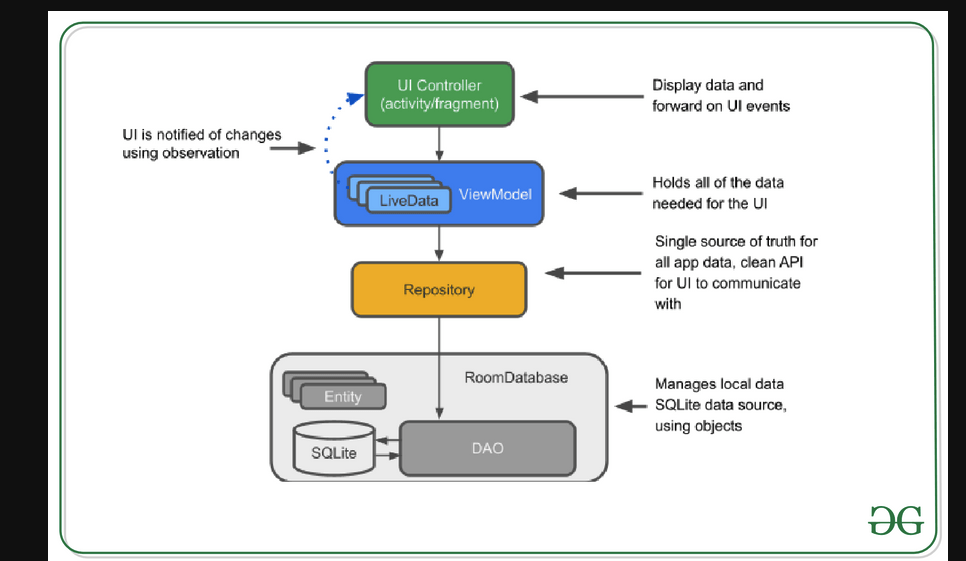 UI Controller
(activity/fragment)
Display data and
forward on UI events
UI is notified of changes
using observation
LiveData
ViewModel
Holds all of the data
needed for the UI
Single source of truth for
all app data, clean API
for UI to communicate
with
Repository
RoomDatabase
Entity
SQLite
DAO
Manages local data
SQLite data source,
using objects